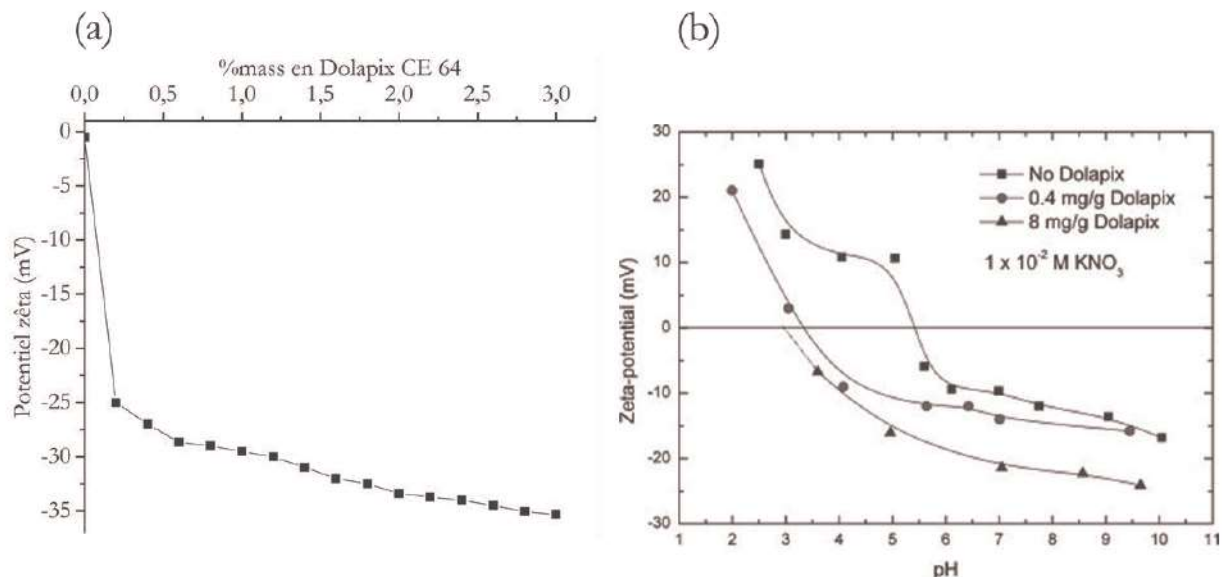 (a)
%mass en Dolapix CE 64
0,0 0,5 1,0 1,5 2,0 2,5 3,0
0
-5
-10
-15
-20
-25
-30
-35
Potentiel zêta (mV)
(b)
30
20
10
0
-10
-20
-30
Zeta-potential (mV)
No Dolapix
0.4 mg/g Dolapix
8 mg/g Dolapix
1 x 10⁻² M KNO₃
1 2 3 4 5 6 7 8 9 10 11
pH